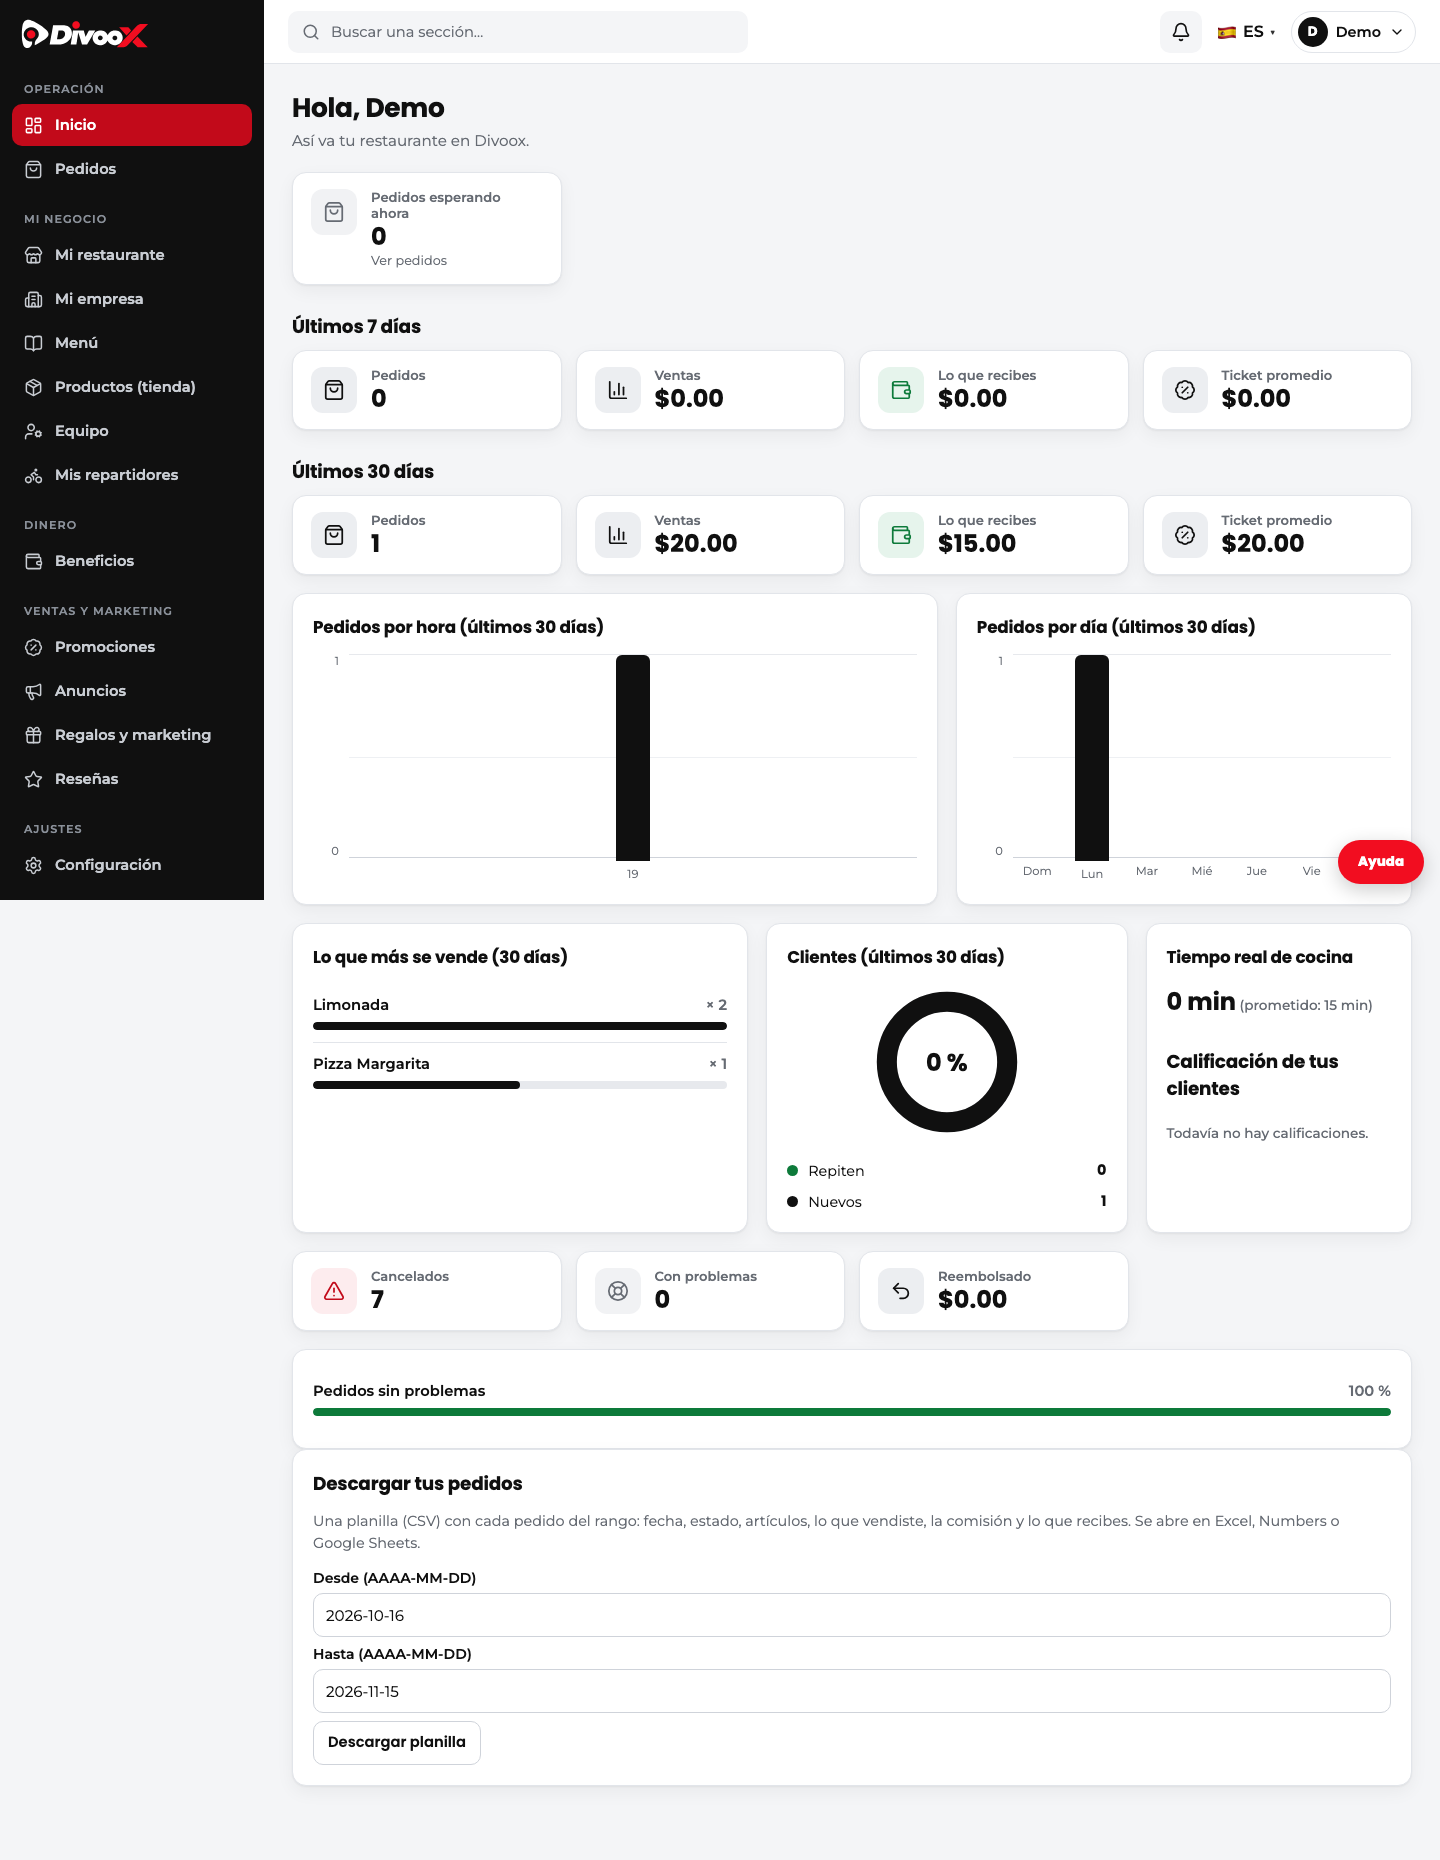 DivooX
OPERACIÓN
Inicio
Pedidos
MI NEGOCIO
Mi restaurante
Mi empresa
Menú
Productos (tienda)
Equipo
Mis repartidores
DINERO
Beneficios
VENTAS Y MARKETING
Promociones
Anuncios
Regalos y marketing
Reseñas
AJUSTES
Configuración
Buscar una sección...
ES
D
Demo
Hola, Demo
Así va tu restaurante en Divoox.
Pedidos esperando
ahora
0
Ver pedidos
Últimos 7 días
Pedidos
0
Ventas
$0.00
Lo que recibes
$0.00
Ticket promedio
$0.00
Últimos 30 días
Pedidos
1
Ventas
$20.00
Lo que recibes
$15.00
Ticket promedio
$20.00
Pedidos por hora (últimos 30 días)
1
0
19
Pedidos por día (últimos 30 días)
1
0
Dom
Lun
Mar
Mié
Jue
Vie
Ayuda
Lo que más se vende (30 días)
Limonada
× 2
Pizza Margarita
× 1
Clientes (últimos 30 días)
0 %
Repiten
0
Nuevos
1
Tiempo real de cocina
0 min (prometido: 15 min)
Calificación de tus
clientes
Todavía no hay calificaciones.
Cancelados
7
Con problemas
0
Reembolsado
$0.00
Pedidos sin problemas
100 %
Descargar tus pedidos
Una planilla (CSV) con cada pedido del rango: fecha, estado, artículos, lo que vendiste, la comisión y lo que recibes. Se abre en Excel, Numbers o
Google Sheets.
Desde (AAAA-MM-DD)
2026-10-16
Hasta (AAAA-MM-DD)
2026-11-15
Descargar planilla